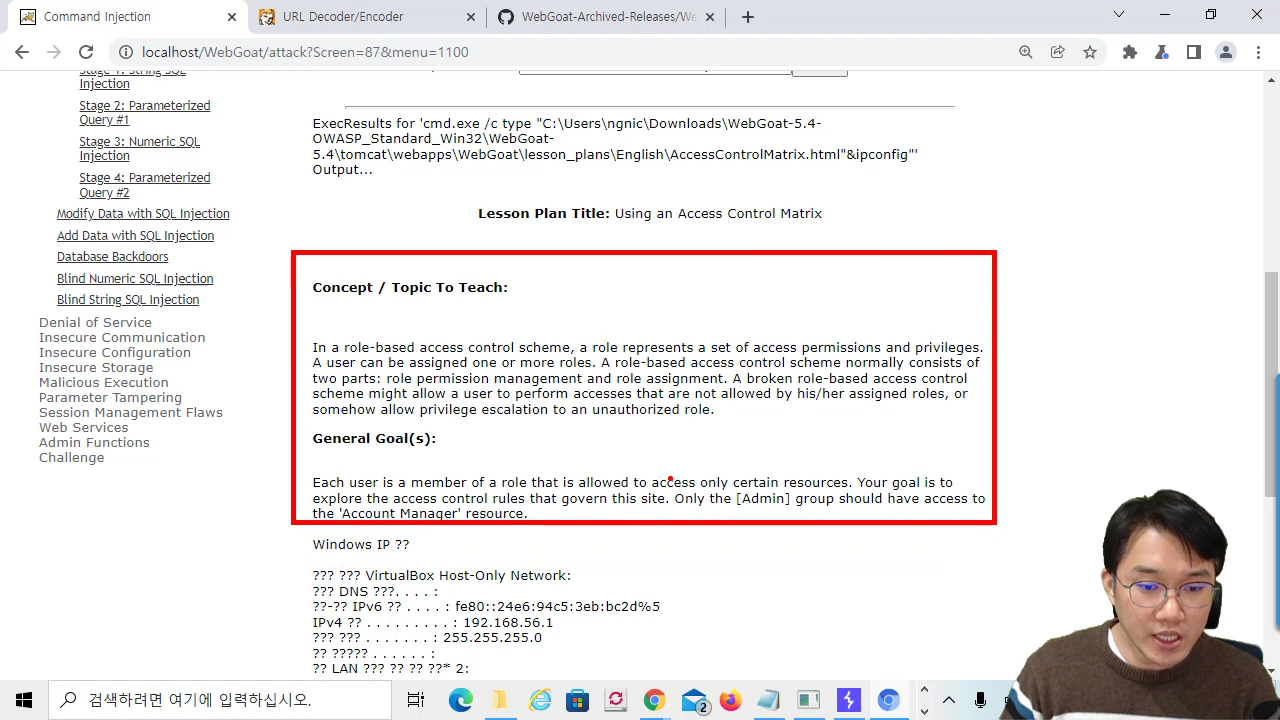 Command Injection
URL Decoder/Encoder
WebGoat-Archived-Releases/We
localhost/WebGoat/attack?Screen=87&menu=1100
Stage 1: String SQL
Injection
Stage 2: Parameterized
Query #1
Stage 3: Numeric SQL
Injection
Stage 4: Parameterized
Query #2
Modify Data with SQL Injection
Add Data with SQL Injection
Database Backdoors
Blind Numeric SQL Injection
Blind String SQL Injection
Denial of Service
Insecure Communication
Insecure Configuration
Insecure Storage
Malicious Execution
Parameter Tampering
Session Management Flaws
Web Services
Admin Functions
Challenge
ExecResults for 'cmd.exe /c type "C:\Users\ngnic\Downloads\WebGoat-5.4-
OWASP_Standard_Win32\WebGoat-
5.4\tomcat\webapps\WebGoat\lesson_plans\English\AccessControlMatrix.html"&ipconfig"'
Output...
Lesson Plan Title: Using an Access Control Matrix
Concept / Topic To Teach:
In a role-based access control scheme, a role represents a set of access permissions and privileges.
A user can be assigned one or more roles. A role-based access control scheme normally consists of
two parts: role permission management and role assignment. A broken role-based access control
scheme might allow a user to perform accesses that are not allowed by his/her assigned roles, or
somehow allow privilege escalation to an unauthorized role.
General Goal(s):
Each user is a member of a role that is allowed to access only certain resources. Your goal is to
explore the access control rules that govern this site. Only the [Admin] group should have access to
the 'Account Manager' resource.
Windows IP ??
??? ??? VirtualBox Host-Only Network:
??? DNS ???. . . . :
??-?? IPv6 ?? . . . . : fe80::24e6:94c5:3eb:bc2d%5
IPv4 ?? . . . . . . . . . : 192.168.56.1
??? ??? . . . . . . . : 255.255.255.0
?? ????? . . . . . . :
?? LAN ??? ?? ?? ??* 2:
검색하려면 여기에 입력하십시오.
2